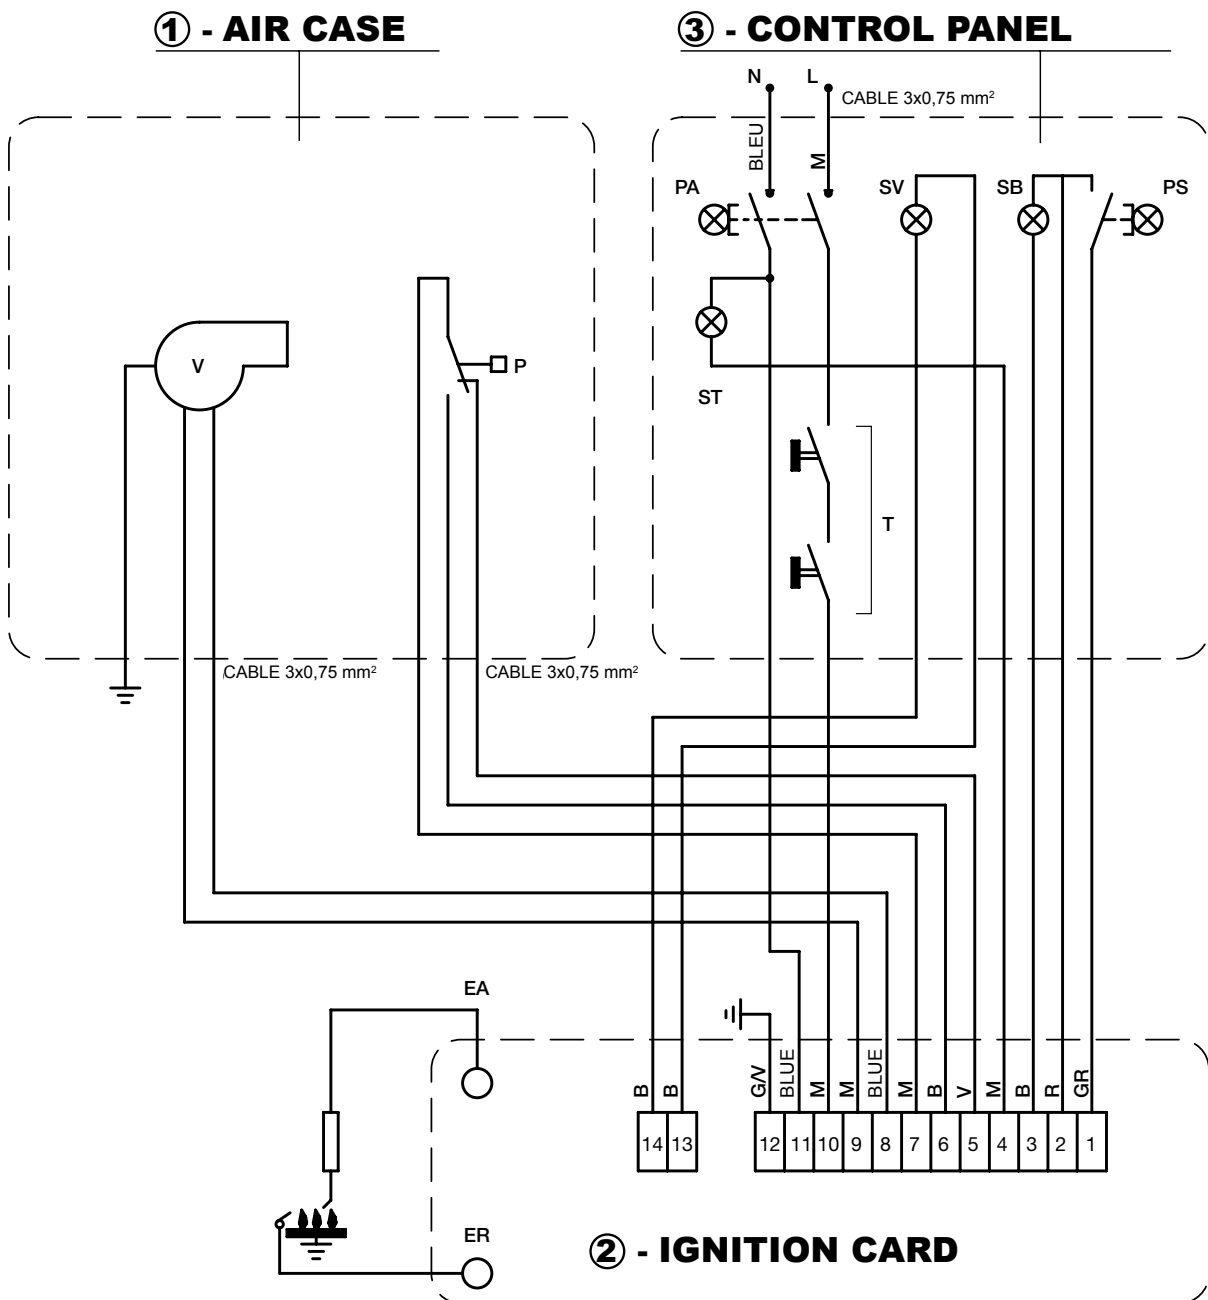 ① - AIR CASE
③ - CONTROL PANEL
N
L
CABLE 3x0,75 mm²
BLEU
M
PA
SV
SB
PS
V
P
ST
T
CABLE 3x0,75 mm²
CABLE 3x0,75 mm²
EA
B
B
G/V
BLUE
M
M
BLUE
M
B
V
M
B
R
GR
14
13
12
11
10
9
8
7
6
5
4
3
2
1
ER
② - IGNITION CARD